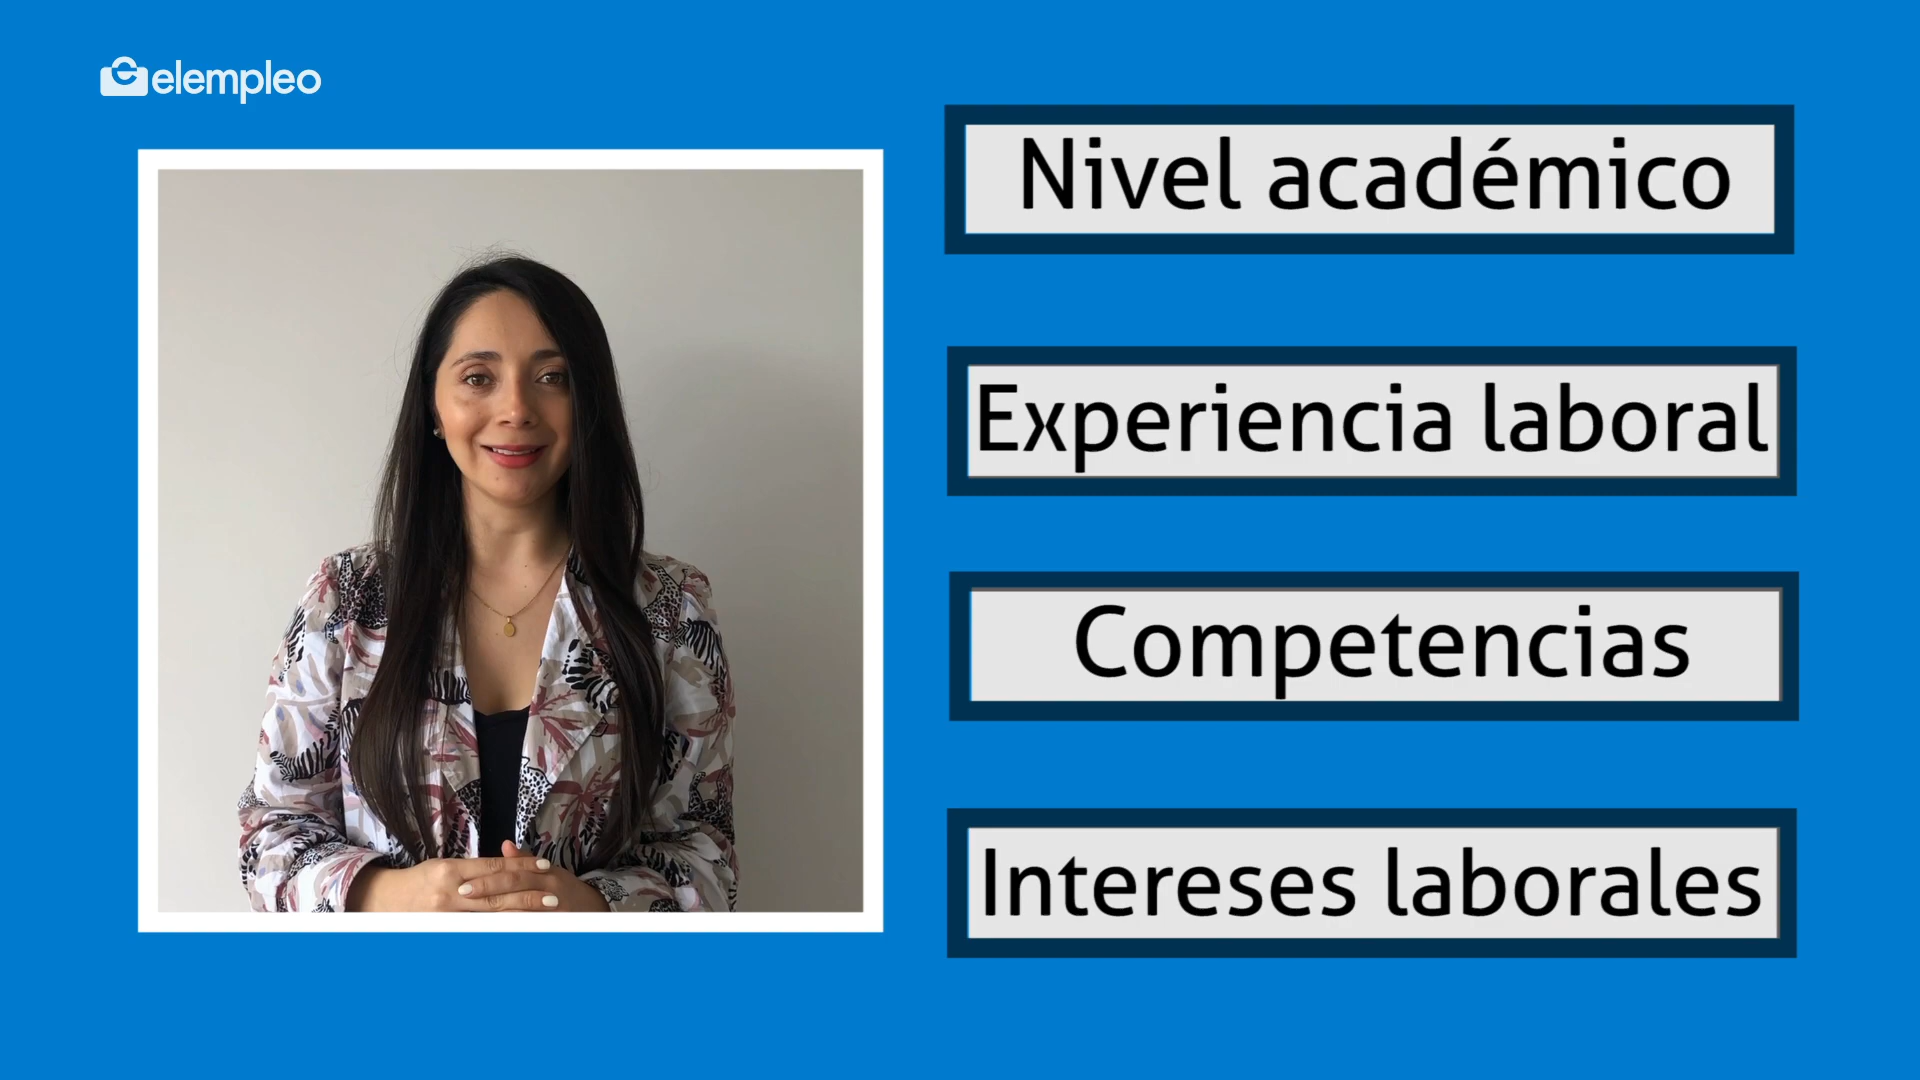 elempleo
Nivel académico
Experiencia laboral
Competencias
Intereses laborales